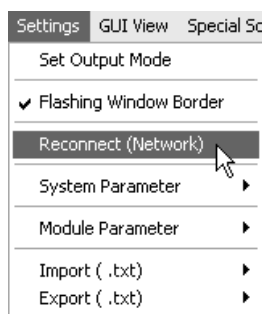 Settings GUI View Special
Set Output Mode
Flashing Window Border
Reconnect (Network)
System Parameter
Module Parameter
Import ( .txt)
Export ( .txt)